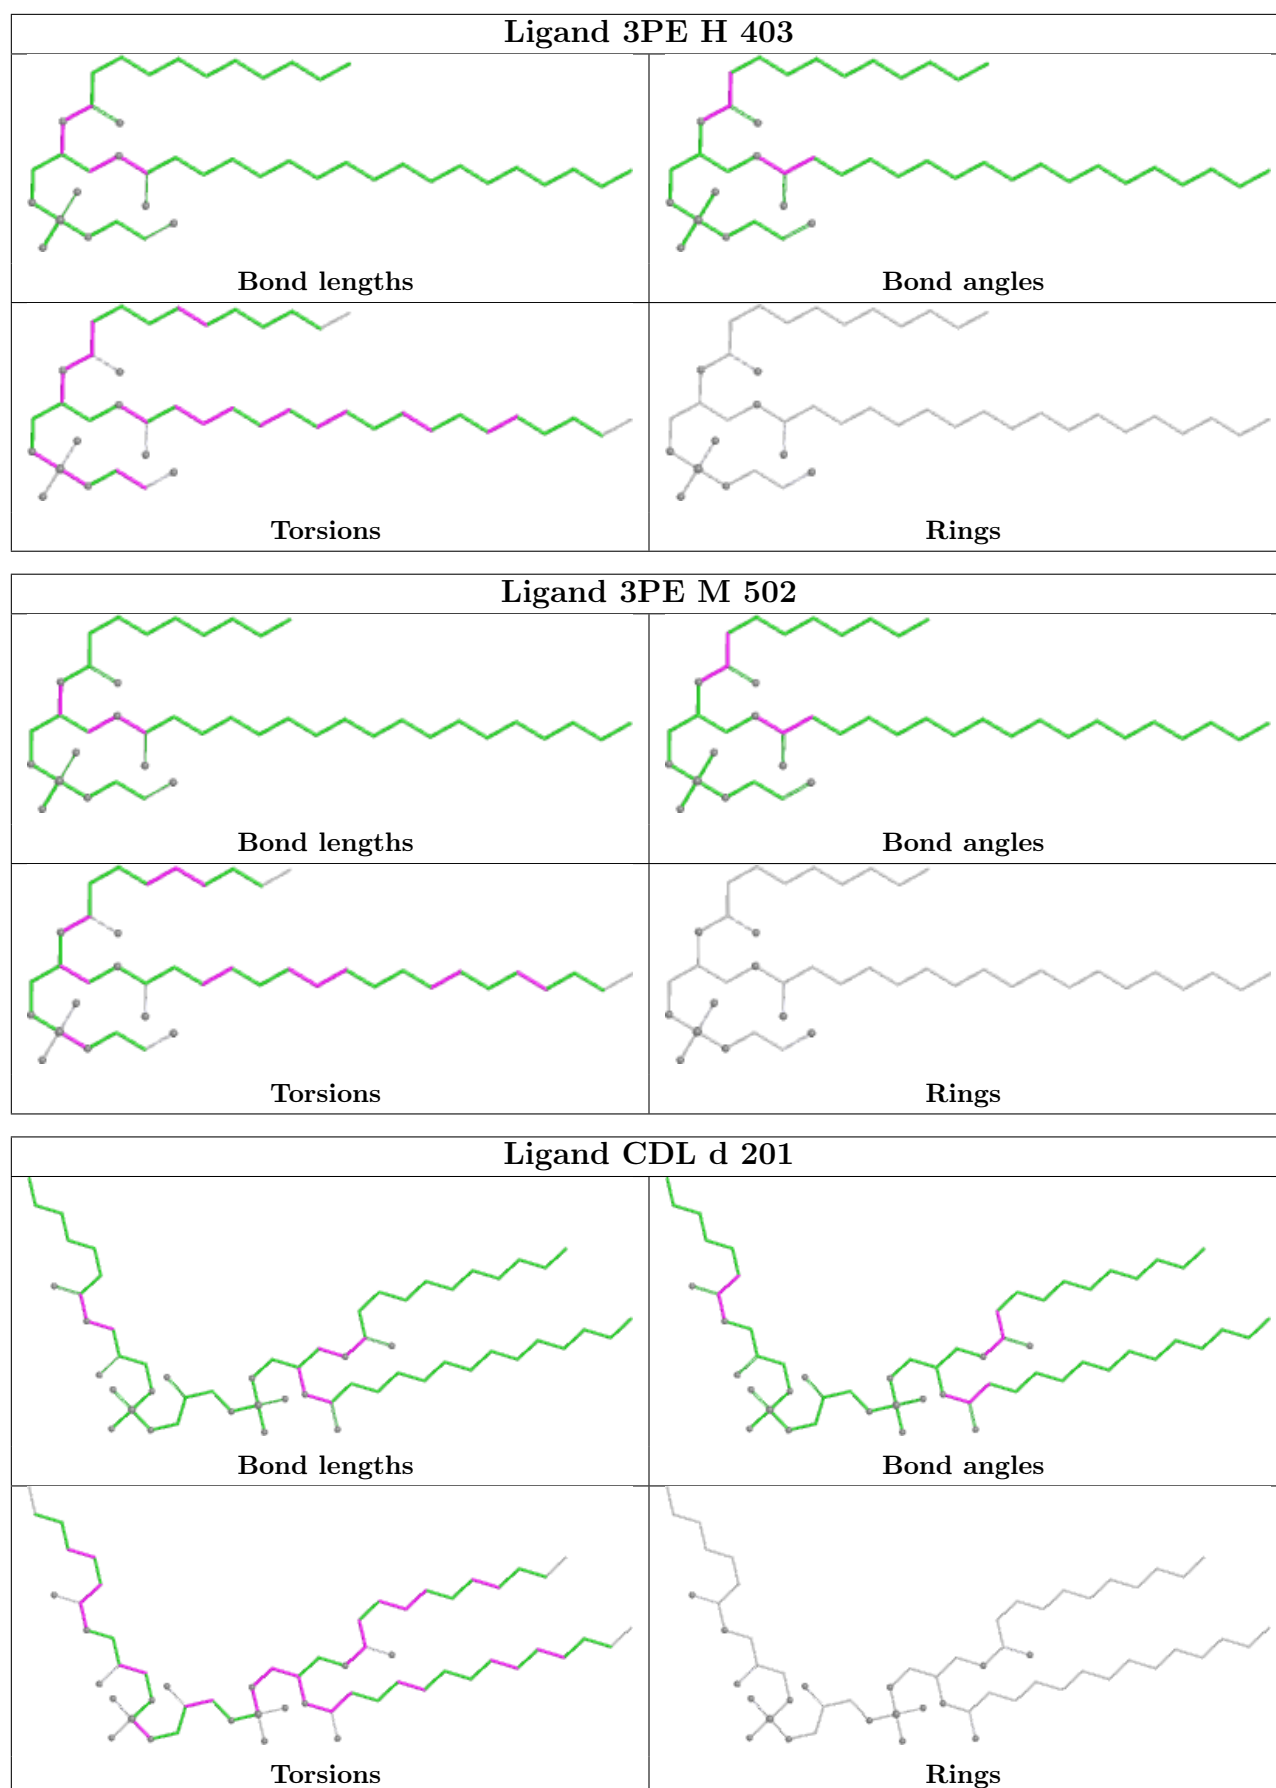 Ligand 3PE H 403
Bond lengths
Bond angles
Torsions
Rings
Ligand 3PE M 502
Bond lengths
Bond angles
Torsions
Rings
Ligand CDL d 201
Bond lengths
Bond angles
Torsions
Rings